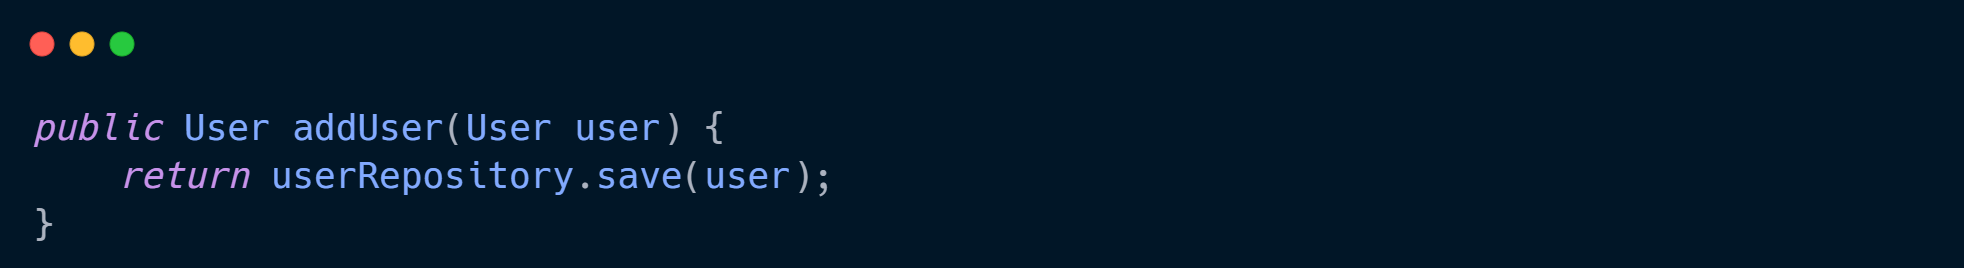 public User addUser(User user) {
    return userRepository.save(user);
}